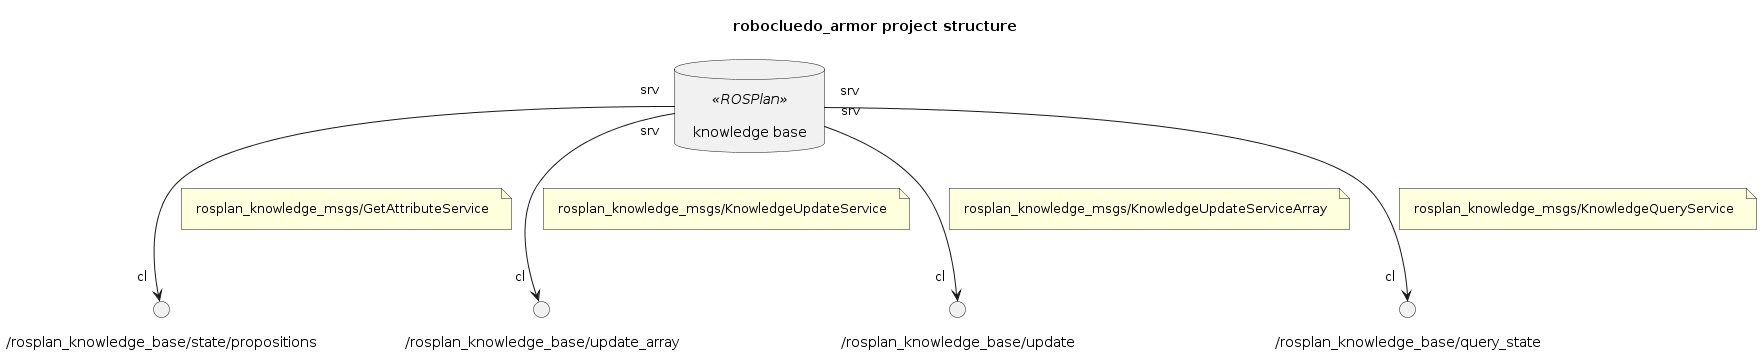 robocluedo_armor project structure
srv
srv
«ROSPlan»
srv
srv
knowledge base
rosplan_knowledge_msgs/GetAttributeService
rosplan_knowledge_msgs/KnowledgeUpdateService
rosplan_knowledge_msgs/KnowledgeUpdateServiceArray
rosplan_knowledge_msgs/KnowledgeQueryService
cl
cl
cl
cl
/rosplan_knowledge_base/state/propositions
/rosplan_knowledge_base/update_array
/rosplan_knowledge_base/update
/rosplan_knowledge_base/query_state